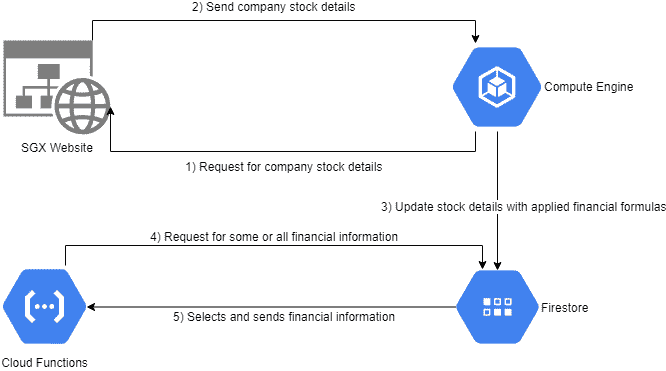 2) Send company stock details
Compute Engine
SGX Website
1) Request for company stock details
3) Update stock details with applied financial formulas
4) Request for some or all financial information
Firestore
5) Selects and sends financial information
Cloud Functions